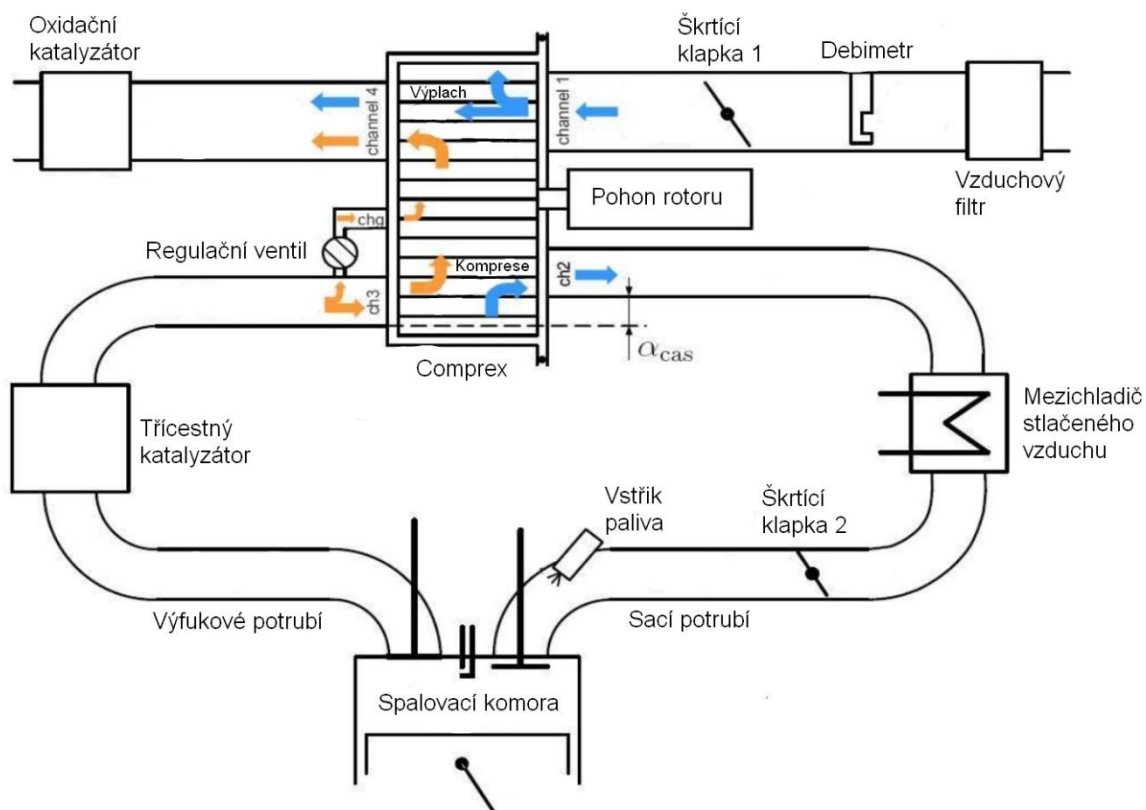 Oxidační
katalyzátor
Škrtící
klapka 1
Debimetr
Výplach
channel 4
channel 1
Vzduchový
filtr
Pohon rotoru
chg
Regulační ventil
Komprese
ch2
ch3
αcas
Comprex
Třícestný
katalyzátor
Mezichladič
stlačeného
vzduchu
Vstřik
paliva
Škrtící
klapka 2
Výfukové potrubí
Sací potrubí
Spalovací komora